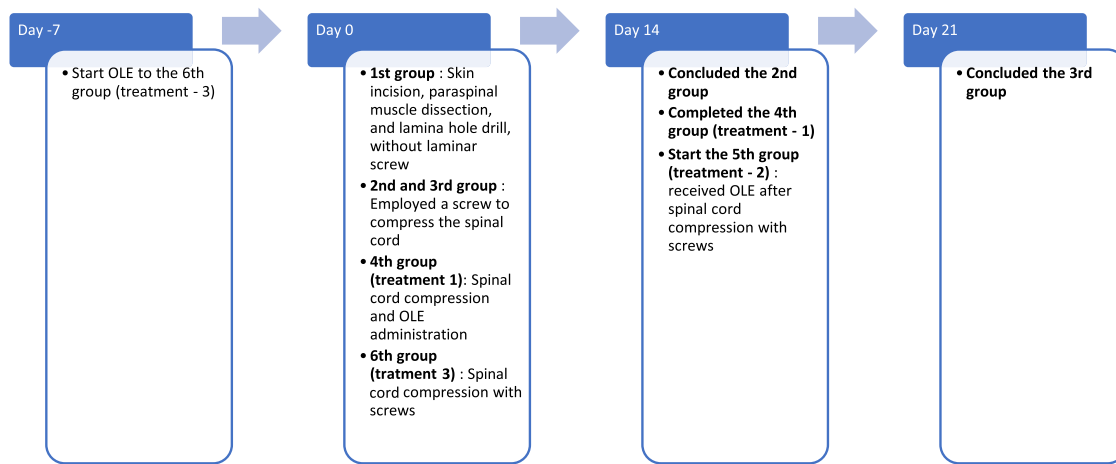 Day -7
• Start OLE to the 6th
group (treatment - 3)
Day 0
• 1st group : Skin
incision, paraspinal
muscle dissection,
and lamina hole drill,
without laminar
screw
• 2nd and 3rd group :
Employed a screw to
compress the spinal
cord
• 4th group
(treatment 1): Spinal
cord compression
and OLE
administration
• 6th group
(tratment 3) : Spinal
cord compression with
screws
Day 14
• Concluded the 2nd
group
• Completed the 4th
group (treatment - 1)
• Start the 5th group
(treatment - 2) :
received OLE after
spinal cord
compression with
screws
Day 21
• Concluded the 3rd
group